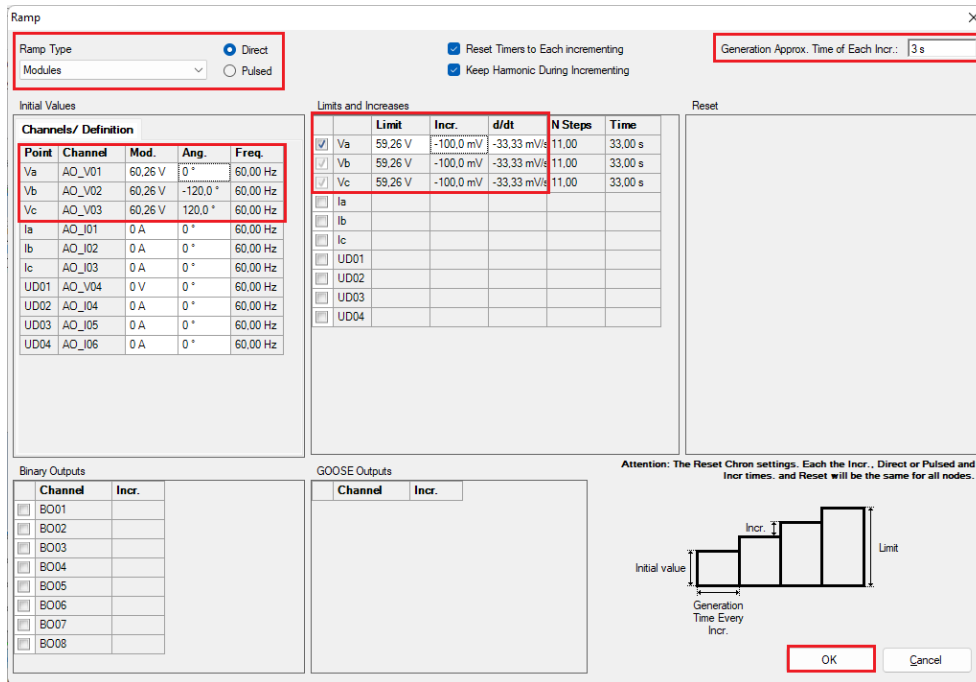 Ramp
Ramp Type
Direct
Modules
Pulsed
Reset Timers to Each incrementing
Keep Harmonic During Incrementing
Generation Approx. Time of Each Incr.: 3 s
Initial Values
Channels/ Definition
Point Channel Mod. Ang. Freq.
Va AO_V01 60,26 V 0 ° 60,00 Hz
Vb AO_V02 60,26 V -120,0 ° 60,00 Hz
Vc AO_V03 60,26 V 120,0 ° 60,00 Hz
Ia AO_I01 0 A 0 ° 60,00 Hz
Ib AO_I02 0 A 0 ° 60,00 Hz
Ic AO_I03 0 A 0 ° 60,00 Hz
UD01 AO_V04 0 V 0 ° 60,00 Hz
UD02 AO_I04 0 A 0 ° 60,00 Hz
UD03 AO_I05 0 A 0 ° 60,00 Hz
UD04 AO_I06 0 A 0 ° 60,00 Hz
Limits and Increases
Limit Incr. d/dt N Steps Time
Va 59,26 V -100,0 mV -33,33 mV/s 11,00 33,00 s
Vb 59,26 V -100,0 mV -33,33 mV/s 11,00 33,00 s
Vc 59,26 V -100,0 mV -33,33 mV/s 11,00 33,00 s
Ia
Ib
Ic
UD01
UD02
UD03
UD04
Reset
Binary Outputs
Channel Incr.
BO01
BO02
BO03
BO04
BO05
BO06
BO07
BO08
GOOSE Outputs
Channel Incr.
Attention: The Reset Chron settings. Each the Incr., Direct or Pulsed and
Incr times. and Reset will be the same for all nodes.
Incr.
Limit
Initial value
Generation
Time Every
Incr.
OK
Cancel